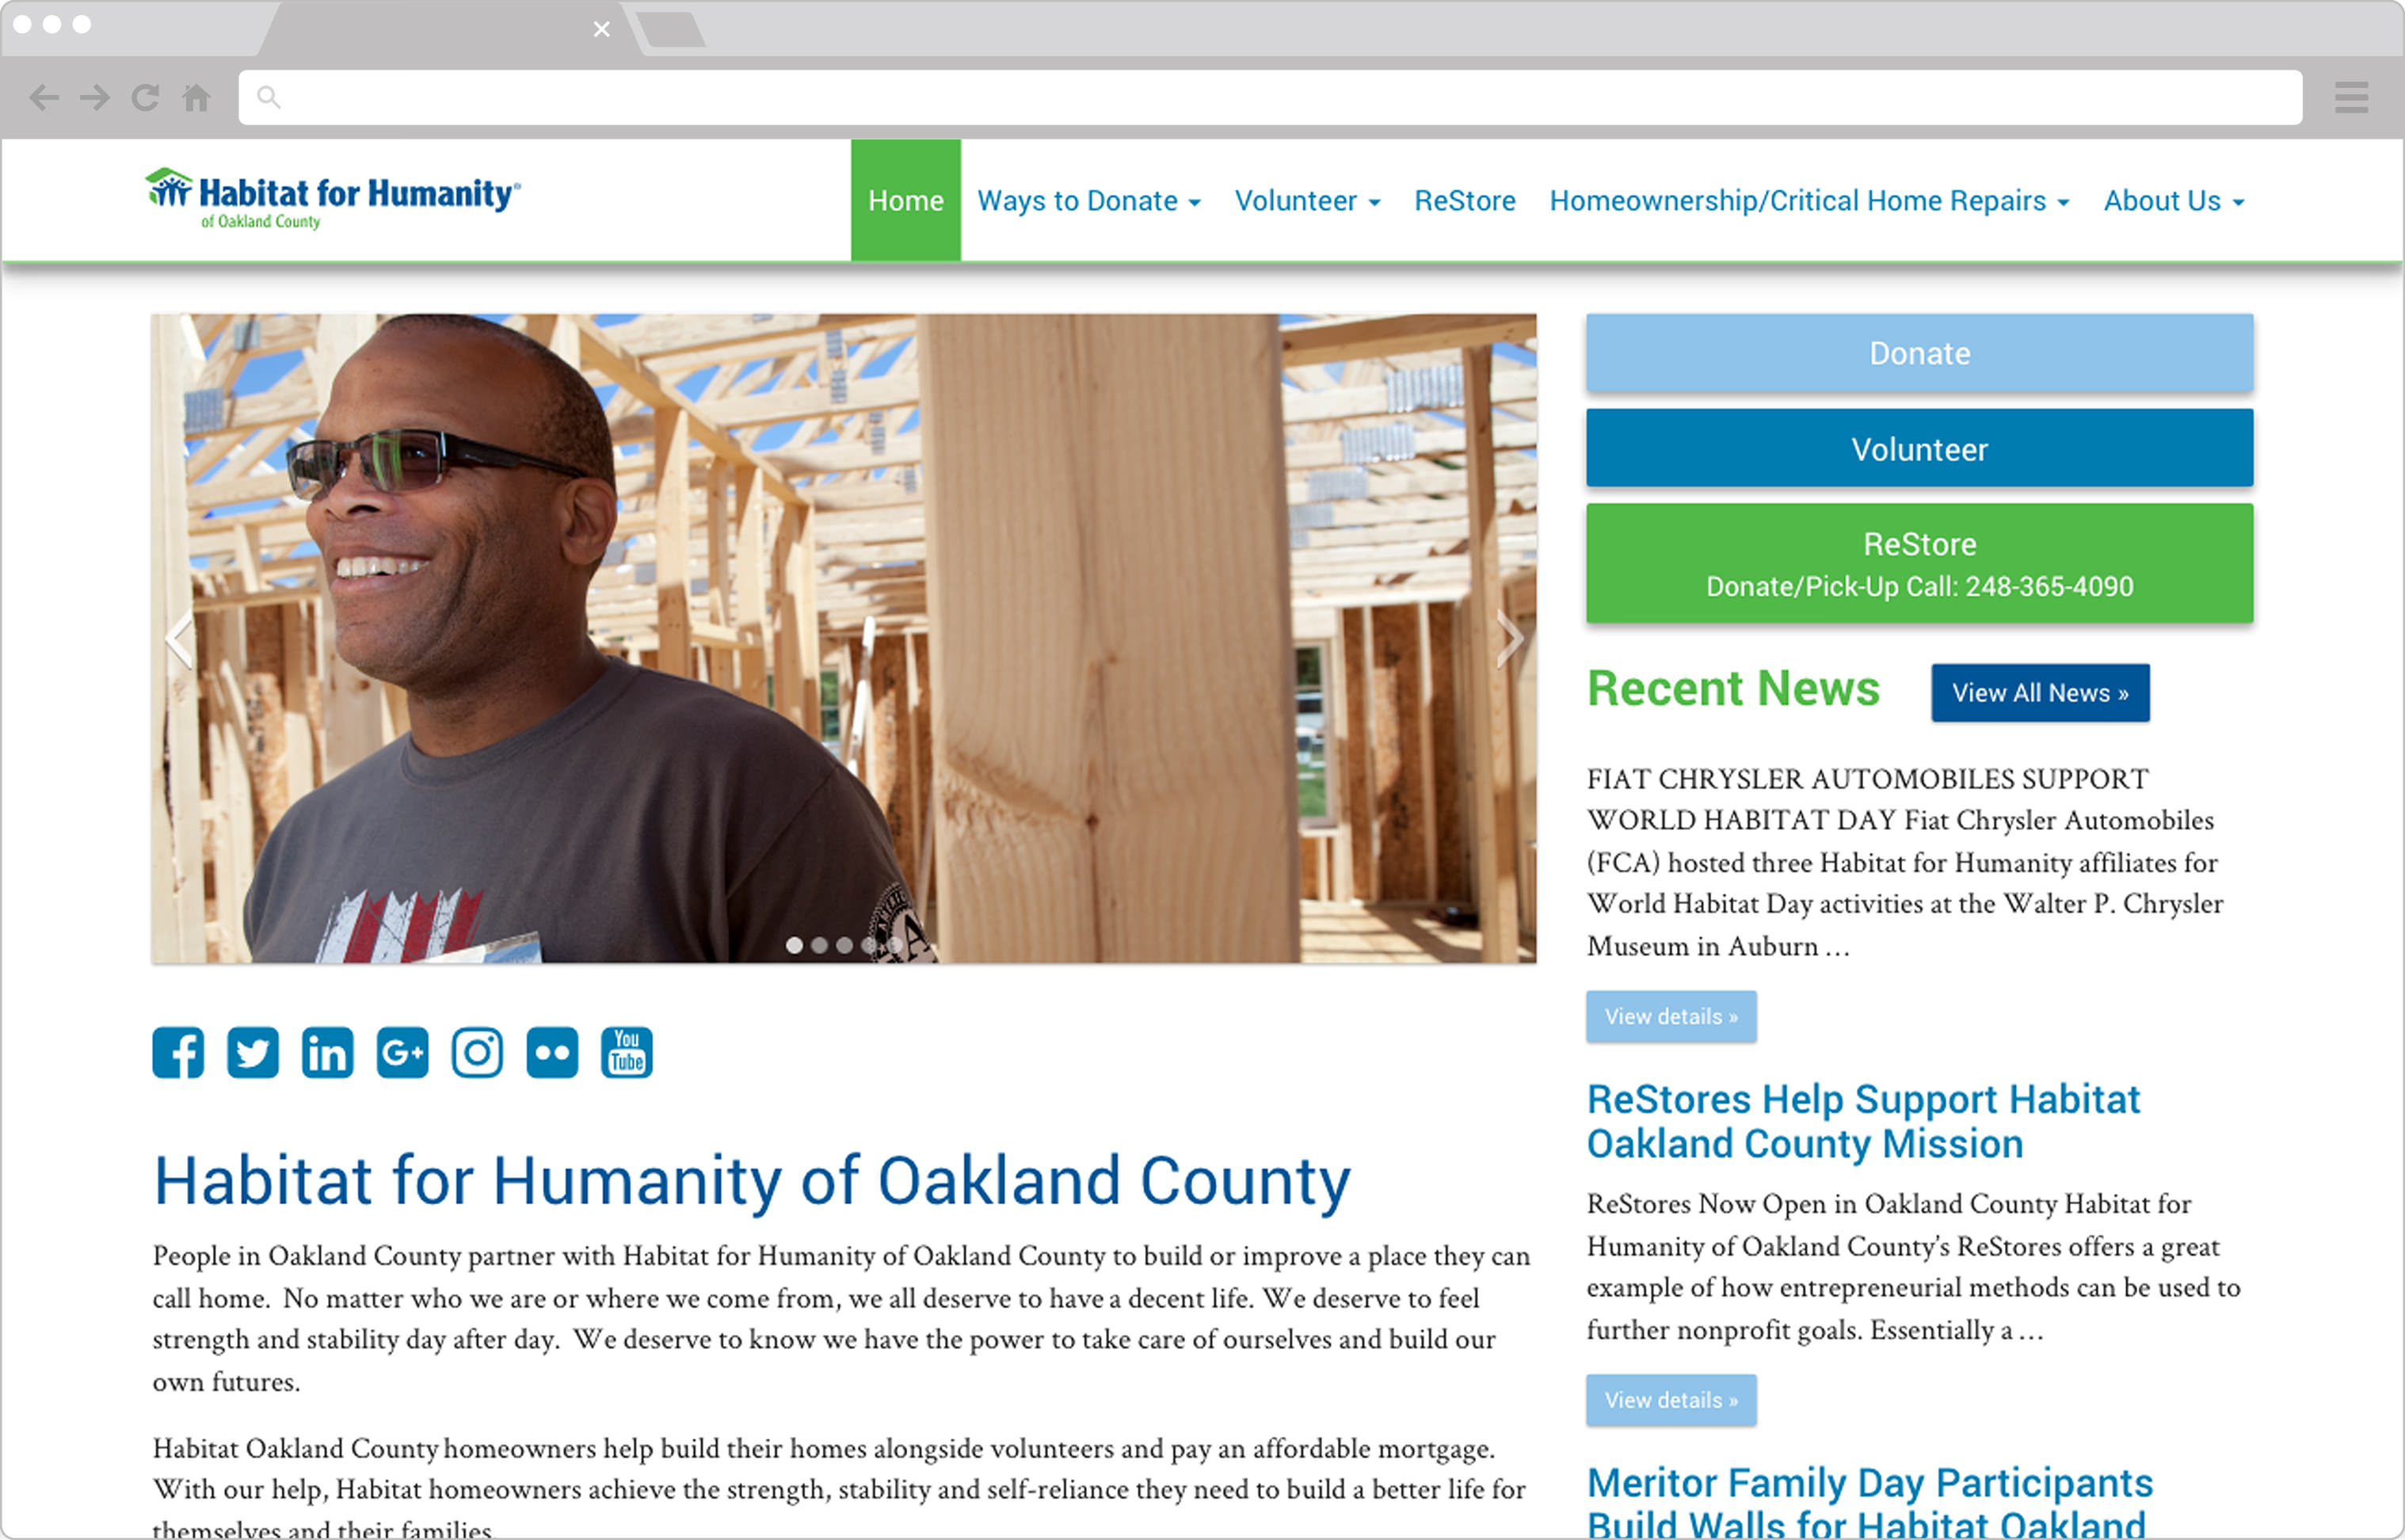 Habitat for Humanity®
of Oakland County
Home Ways to Donate Volunteer ReStore Homeownership/Critical Home Repairs About Us
Donate
Volunteer
ReStore
Donate/Pick-Up Call: 248-365-4090
Recent News View All News »
FIAT CHRYSLER AUTOMOBILES SUPPORT
WORLD HABITAT DAY Fiat Chrysler Automobiles
(FCA) hosted three Habitat for Humanity affiliates for
World Habitat Day activities at the Walter P. Chrysler
Museum in Auburn …
View details »
ReStores Help Support Habitat
Oakland County Mission
ReStores Now Open in Oakland County Habitat for
Humanity of Oakland County’s ReStores offers a great
example of how entrepreneurial methods can be used to
further nonprofit goals. Essentially a …
View details »
Meritor Family Day Participants
Build Walls for Habitat Oakland
You
Tube
in
G+
Habitat for Humanity of Oakland County
People in Oakland County partner with Habitat for Humanity of Oakland County to build or improve a place they can
call home.  No matter who we are or where we come from, we all deserve to have a decent life. We deserve to feel
strength and stability day after day.  We deserve to know we have the power to take care of ourselves and build our
own futures.
Habitat Oakland County homeowners help build their homes alongside volunteers and pay an affordable mortgage.
With our help, Habitat homeowners achieve the strength, stability and self-reliance they need to build a better life for
themselves and their families.